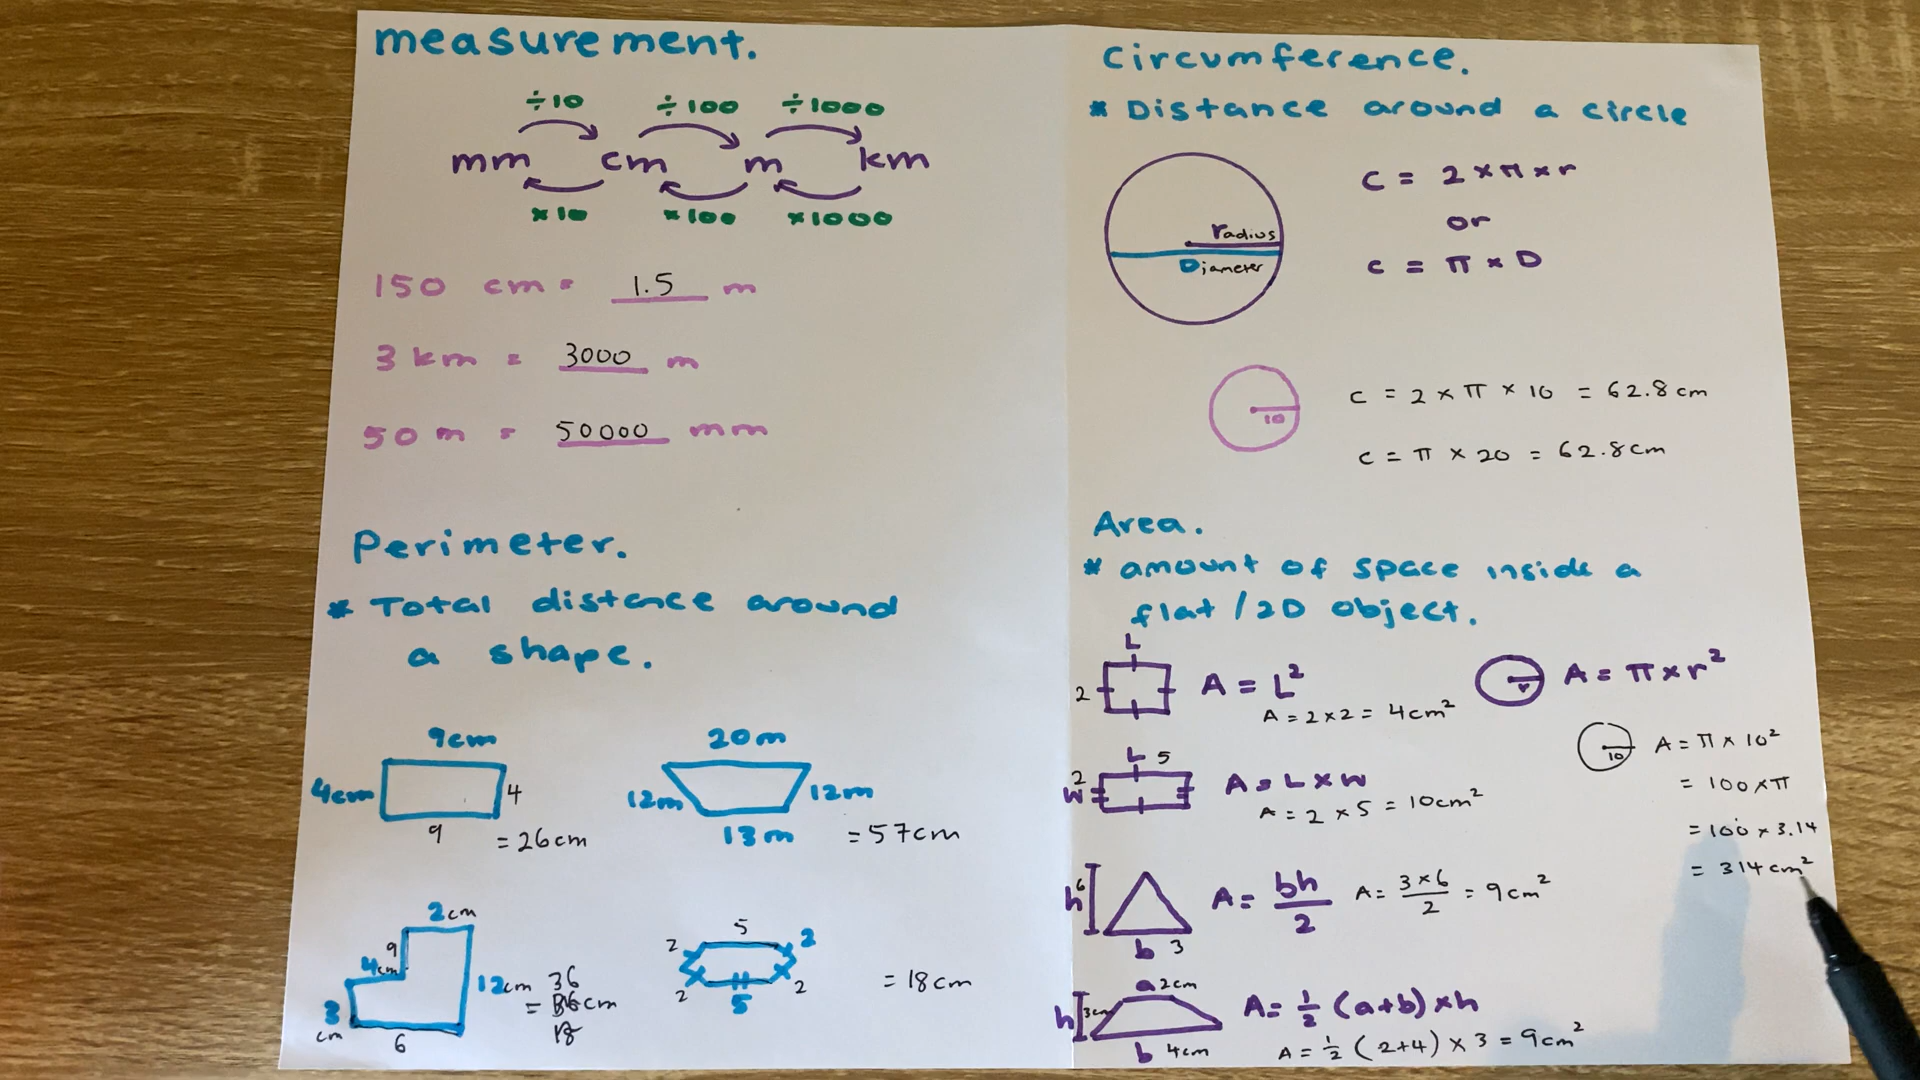 measurement.
÷10 ÷100 ÷1000
mm cm m km
×10 ×100 ×1000
150 cm = 1.5 m
3 km = 3000 m
50 m = 50000 mm
Perimeter.
* Total distance around
a shape.
9cm
4cm 4
9 = 26cm
20m
12m 12m
13m = 57cm
2cm
9
4cm
12cm 36
= cm
3
cm 6
18
5
2 2
2 2
5
= 18cm
Circumference.
* Distance around a circle
radius
Diameter
C = 2 × π × r
or
C = π × D
10
C = 2 × π × 10 = 62.8cm
C = π × 20 = 62.8cm
Area.
* amount of space inside a
flat / 2D object.
L
2 A = L²
A = 2 × 2 = 4cm²
r A = π × r²
10 A = π × 10²
= 100 × π
= 100 × 3.14
= 314cm²
L 5
2
W A = L × W
A = 2 × 5 = 10cm²
6
h A = bh/2 A = 3×6/2 = 9cm²
b 3
a 2cm
h 3cm A = ½ (a+b) × h
b 4cm A = ½ (2+4) × 3 = 9cm²